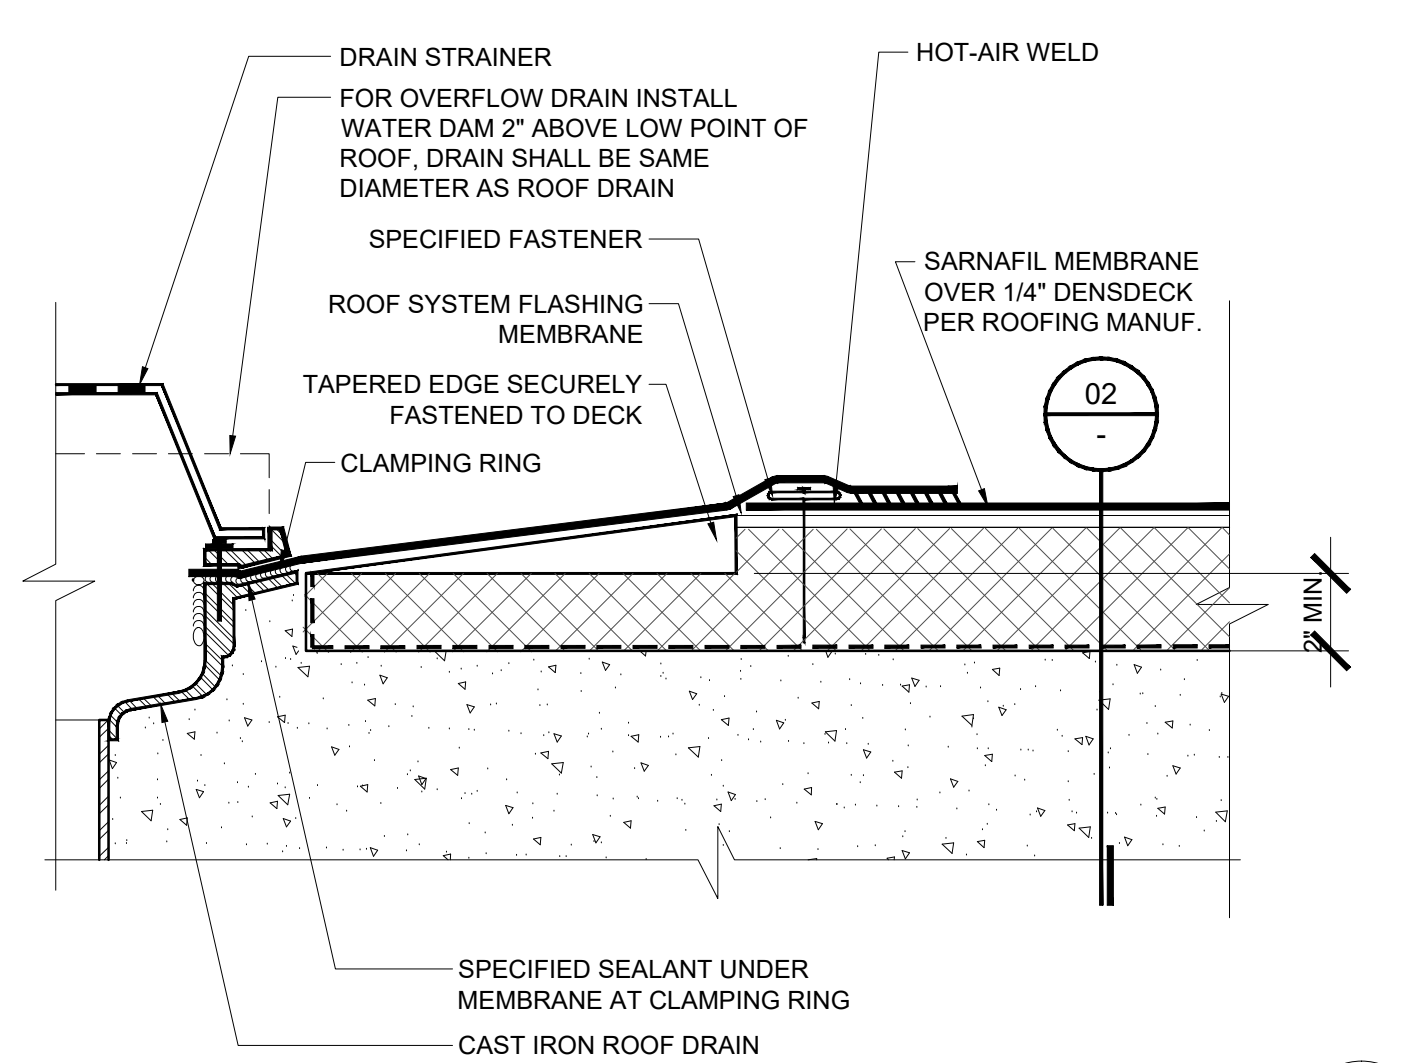 DRAIN STRAINER
FOR OVERFLOW DRAIN INSTALL
WATER DAM 2" ABOVE LOW POINT OF
ROOF, DRAIN SHALL BE SAME
DIAMETER AS ROOF DRAIN
HOT-AIR WELD
SPECIFIED FASTENER
ROOF SYSTEM FLASHING
MEMBRANE
TAPERED EDGE SECURELY
FASTENED TO DECK
CLAMPING RING
SARNAFIL MEMBRANE
OVER 1/4" DENSDECK
PER ROOFING MANUF.
02
-
2" MIN.
SPECIFIED SEALANT UNDER
MEMBRANE AT CLAMPING RING
CAST IRON ROOF DRAIN